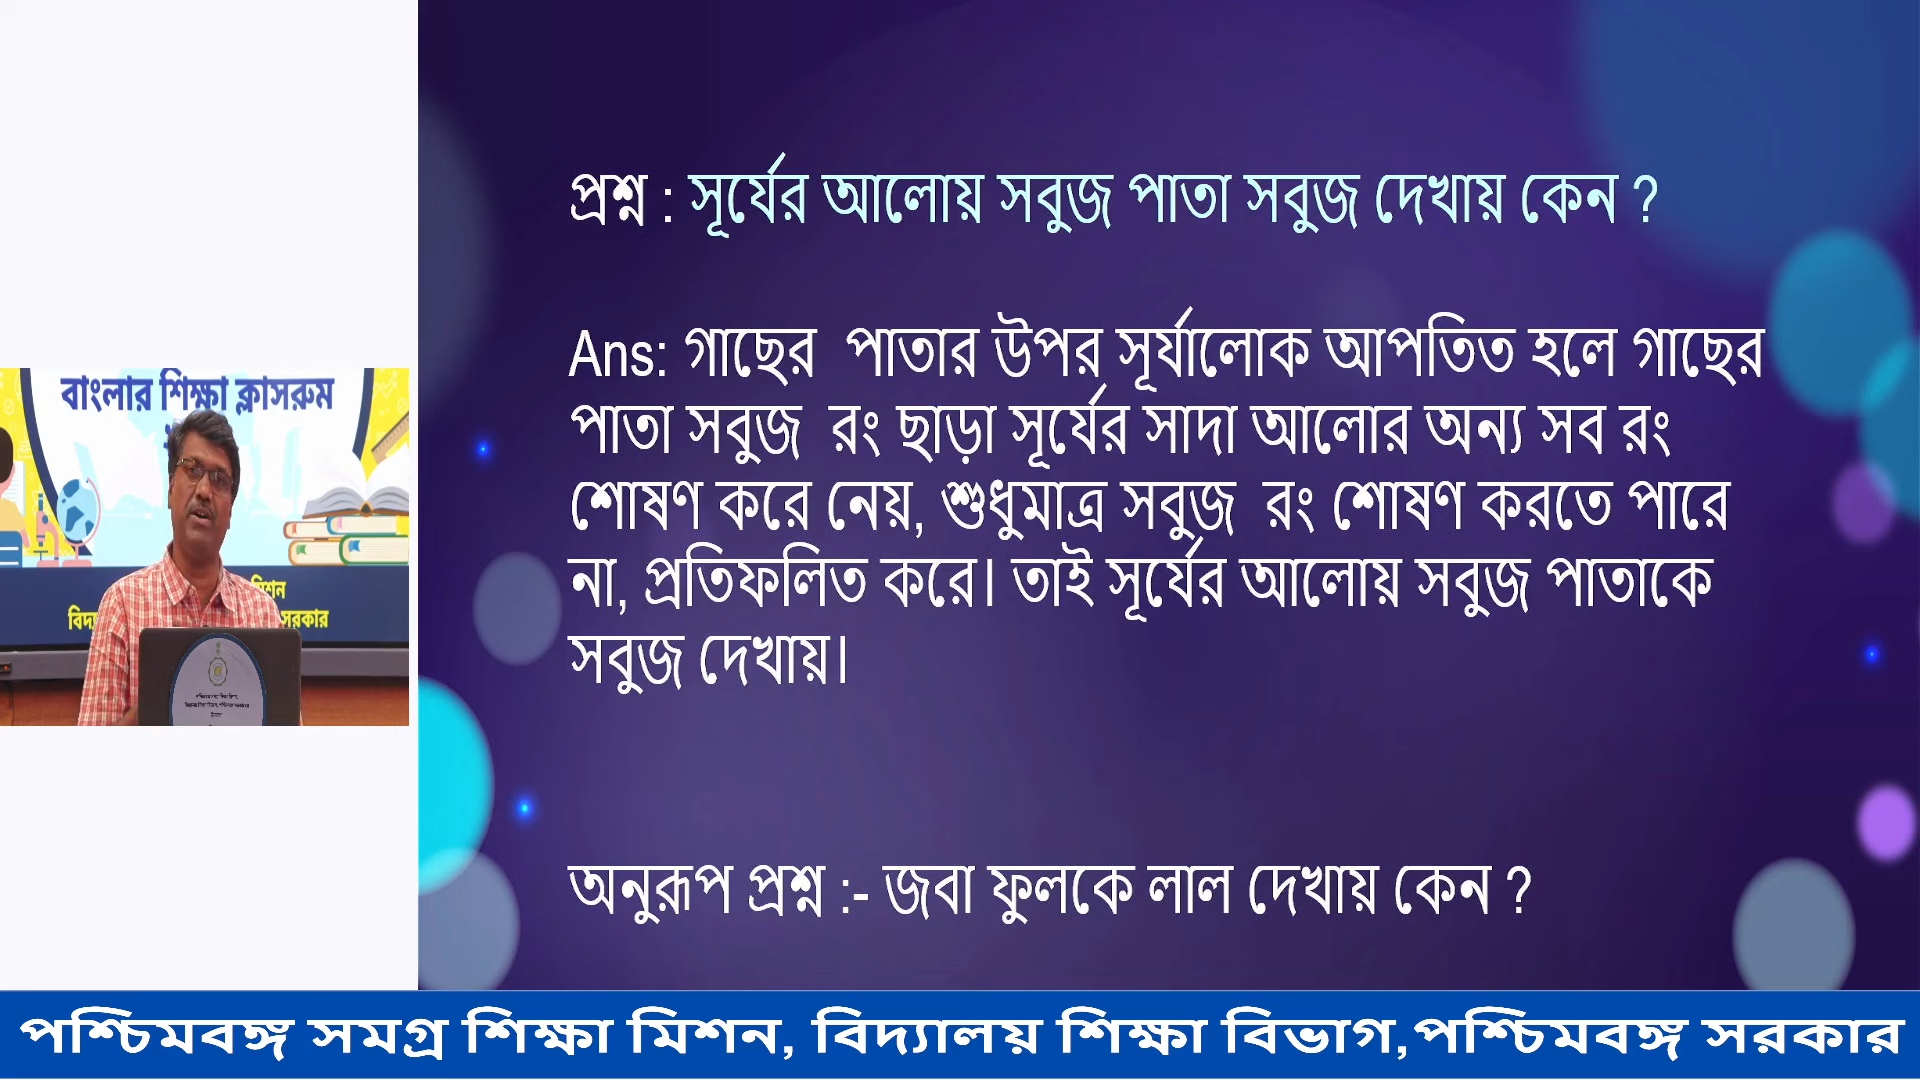 প্রশ্ন : সূর্যের আলোয় সবুজ পাতা সবুজ দেখায় কেন ?
Ans: গাছের পাতার উপর সূর্যালোক আপতিত হলে গাছের
পাতা সবুজ রং ছাড়া সূর্যের সাদা আলোর অন্য সব রং
শোষণ করে নেয়, শুধুমাত্র সবুজ রং শোষণ করতে পারে
না, প্রতিফলিত করে। তাই সূর্যের আলোয় সবুজ পাতাকে
সবুজ দেখায়।
অনুরূপ প্রশ্ন :- জবা ফুলকে লাল দেখায় কেন ?
বাংলার শিক্ষা ক্লাসরুম
সরকার
পশ্চিমবঙ্গ সমগ্র শিক্ষা মিশন, বিদ্যালয় শিক্ষা বিভাগ,পশ্চিমবঙ্গ সরকার